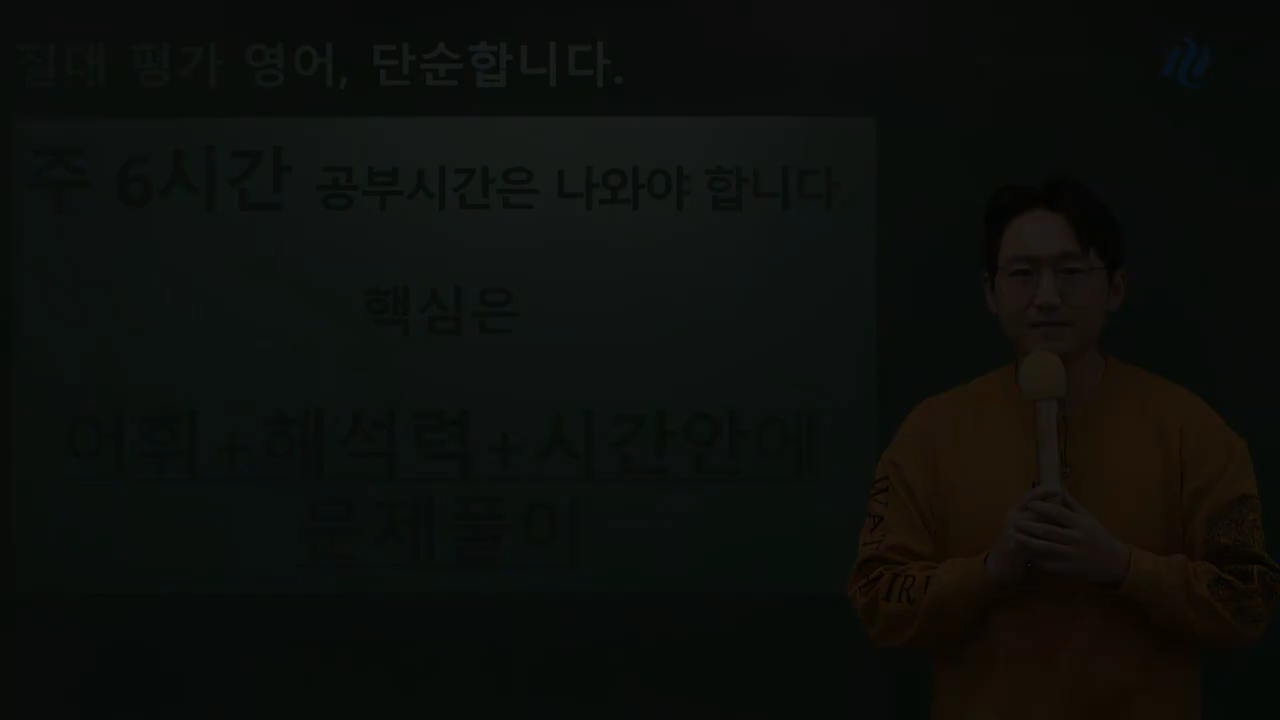 절대 평가 영어, 단순합니다.
주 6시간 공부시간은 나와야 합니다.
핵심은
어휘+해석력+시간안에
문제풀이
WAI
MIRI